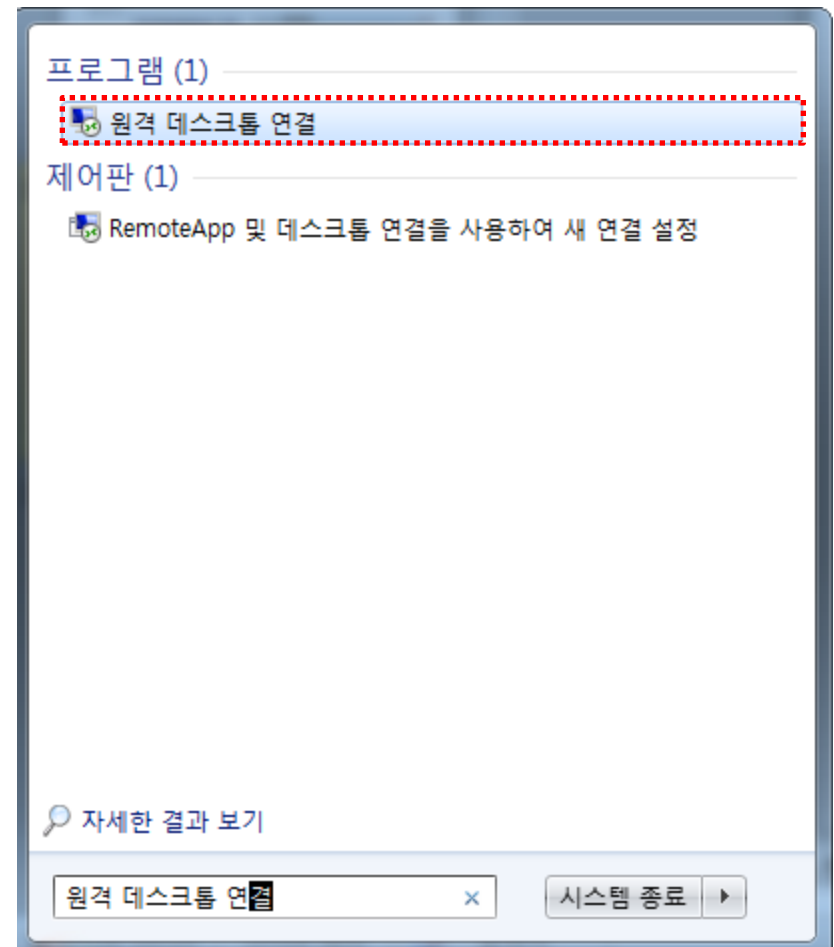 프로그램 (1)
원격 데스크톱 연결
제어판 (1)
RemoteApp 및 데스크톱 연결을 사용하여 새 연결 설정
자세한 결과 보기
원격 데스크톱 연결
시스템 종료